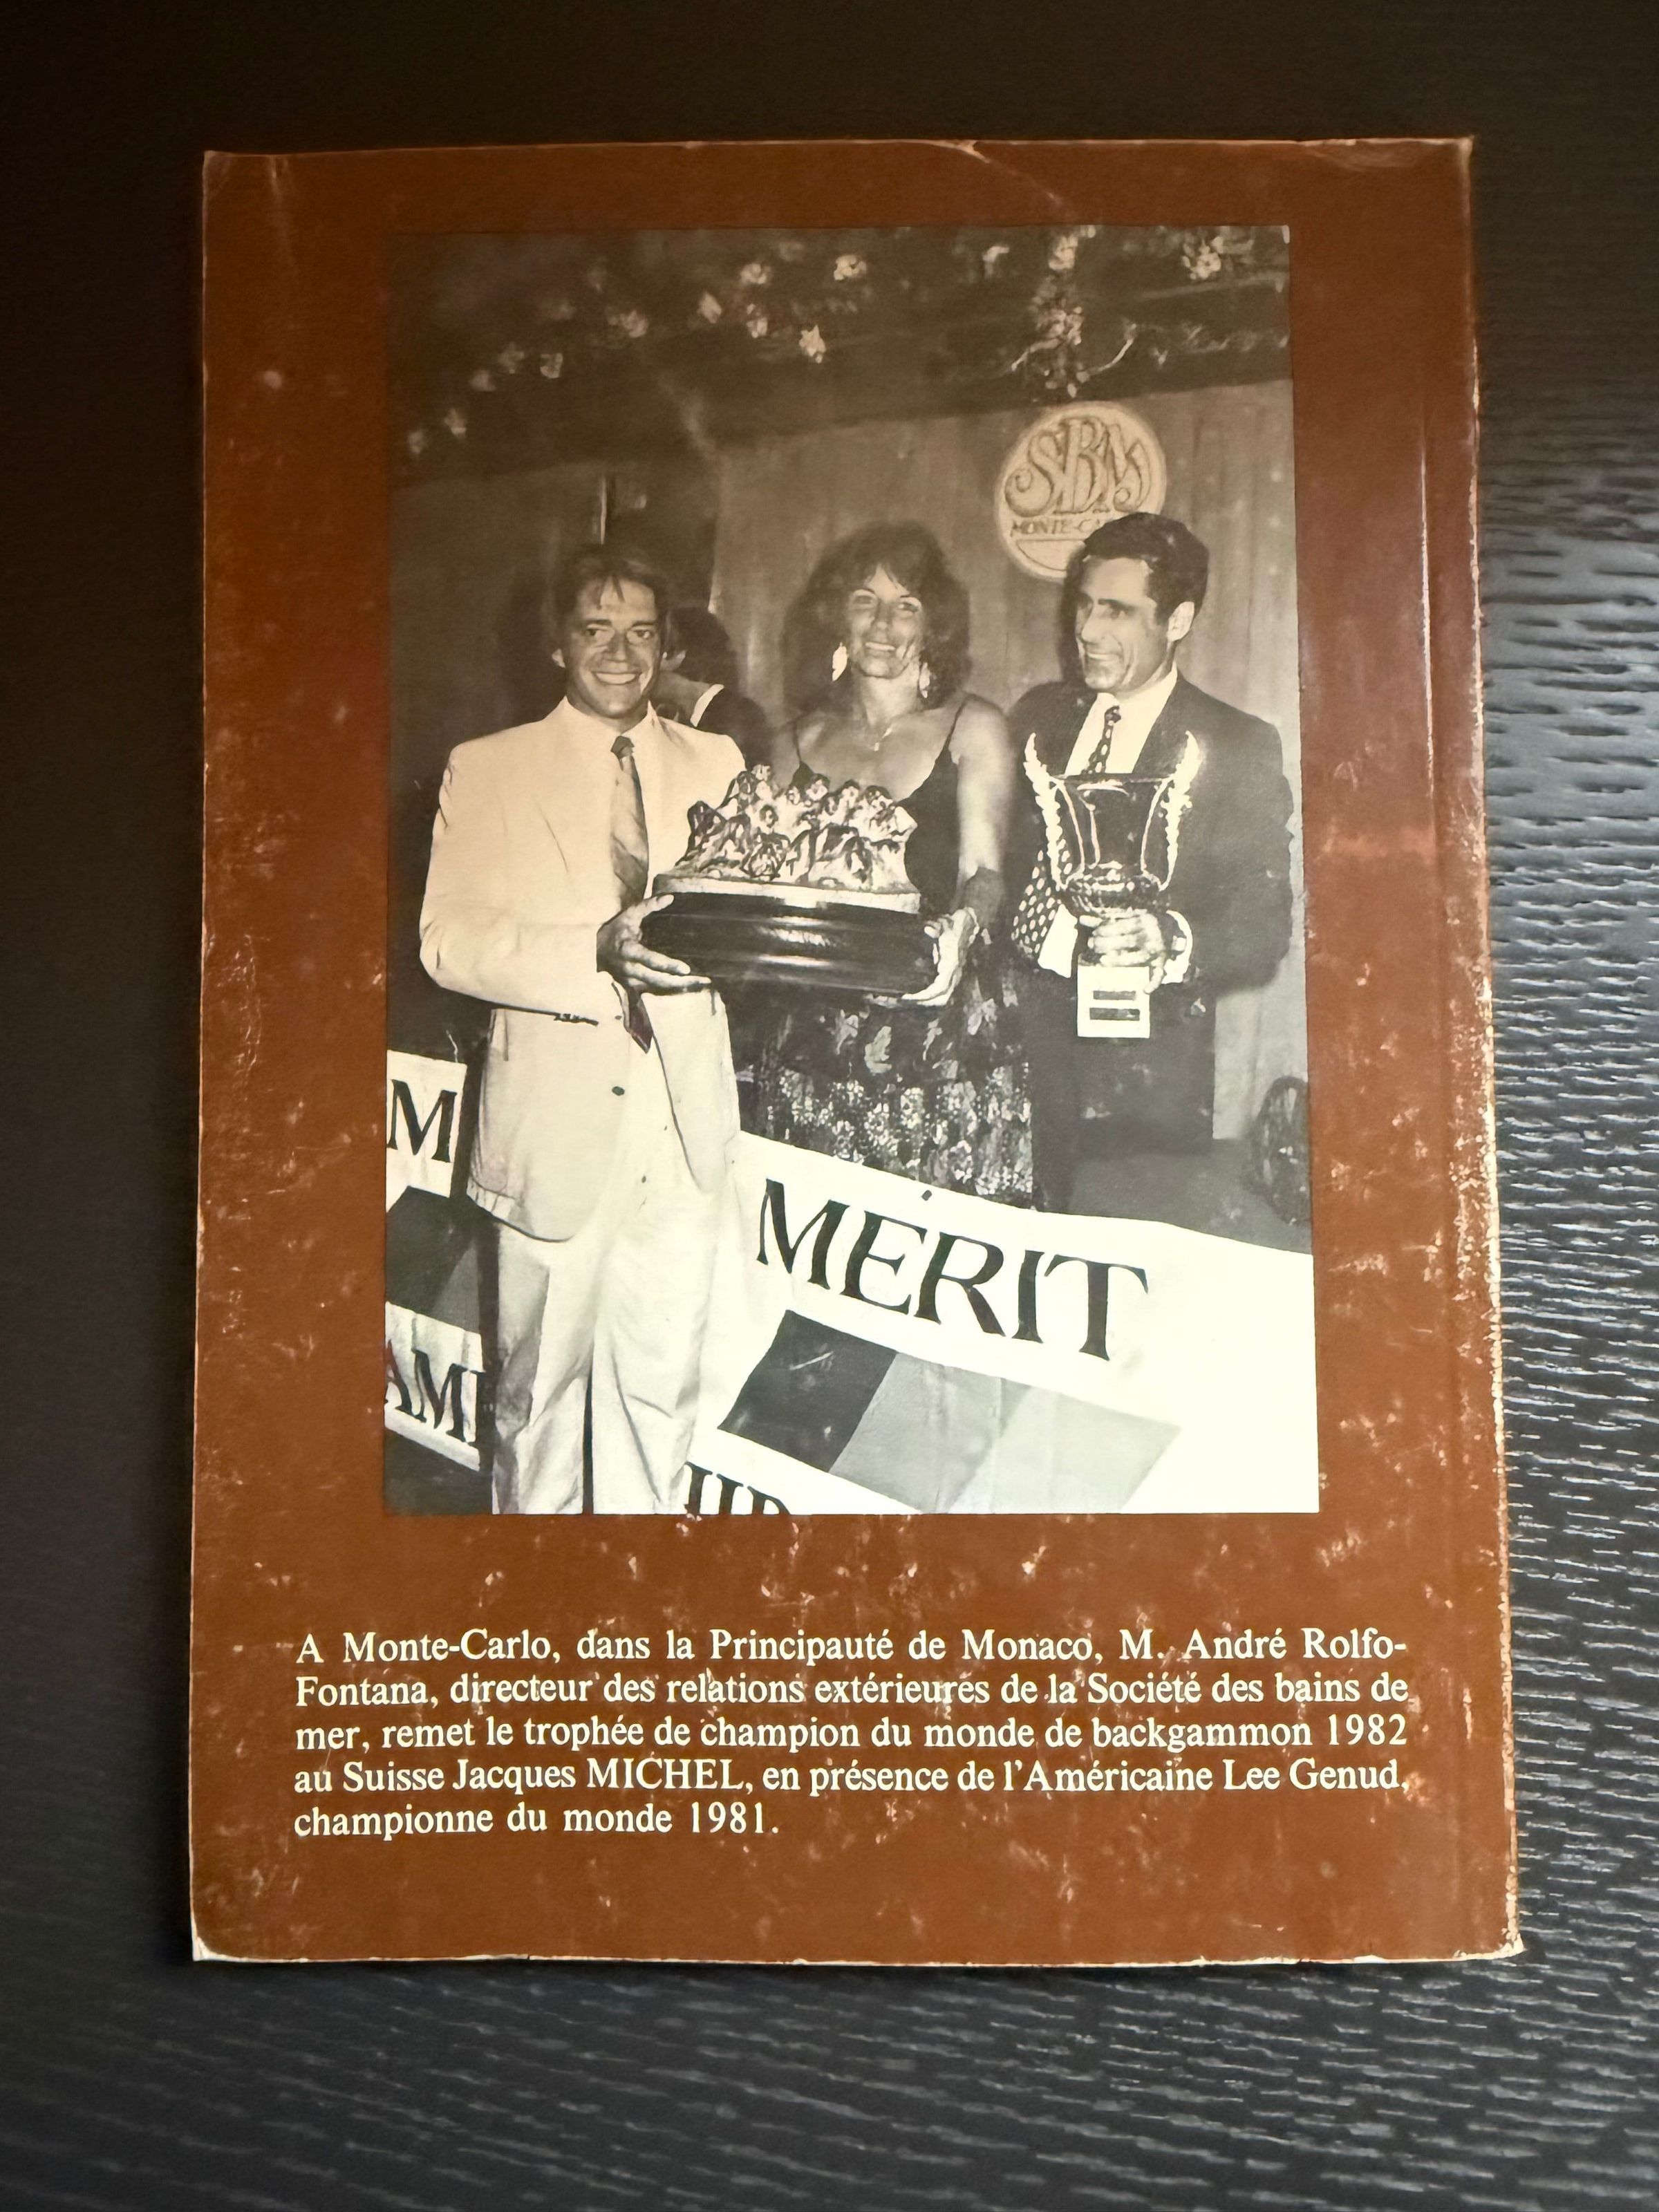 SBM
MONTE-CA
M
MERIT
AMI
A Monte-Carlo, dans la Principauté de Monaco, M. André Rolfo-
Fontana, directeur des relations extérieures de la Société des bains de
mer, remet le trophée de champion du monde de backgammon 1982
au Suisse Jacques MICHEL, en présence de l'Américaine Lee Genud,
championne du monde 1981.